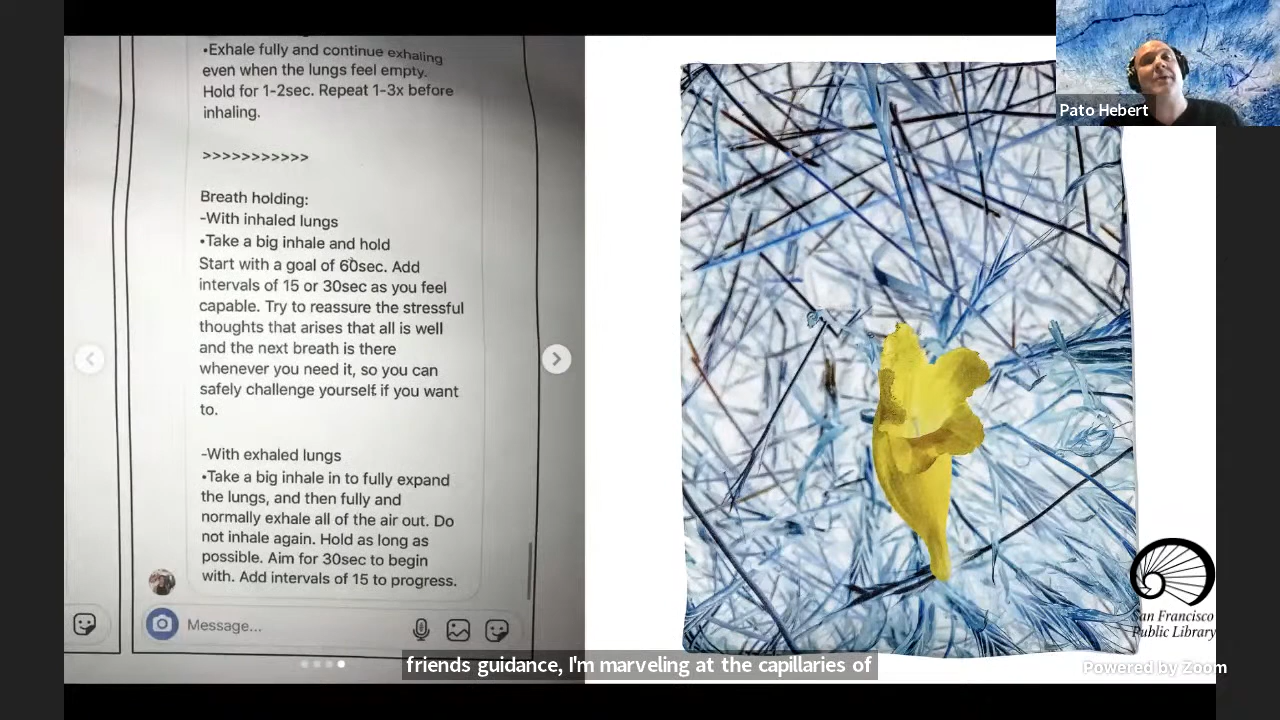 •Exhale fully and continue exhaling
even when the lungs feel empty.
Hold for 1-2sec. Repeat 1-3x before
inhaling.
>>>>>>>>>>>
Breath holding:
-With inhaled lungs
•Take a big inhale and hold
Start with a goal of 60sec. Add
intervals of 15 or 30sec as you feel
capable. Try to reassure the stressful
thoughts that arises that all is well
and the next breath is there
whenever you need it, so you can
safely challenge yourself if you want
to.
-With exhaled lungs
•Take a big inhale in to fully expand
the lungs, and then fully and
normally exhale all of the air out. Do
not inhale again. Hold as long as
possible. Aim for 30sec to begin
with. Add intervals of 15 to progress.
Message...
Pato Hebert
San Francisco
Public Library
friends guidance, I'm marveling at the capillaries of
Powered by Zoom